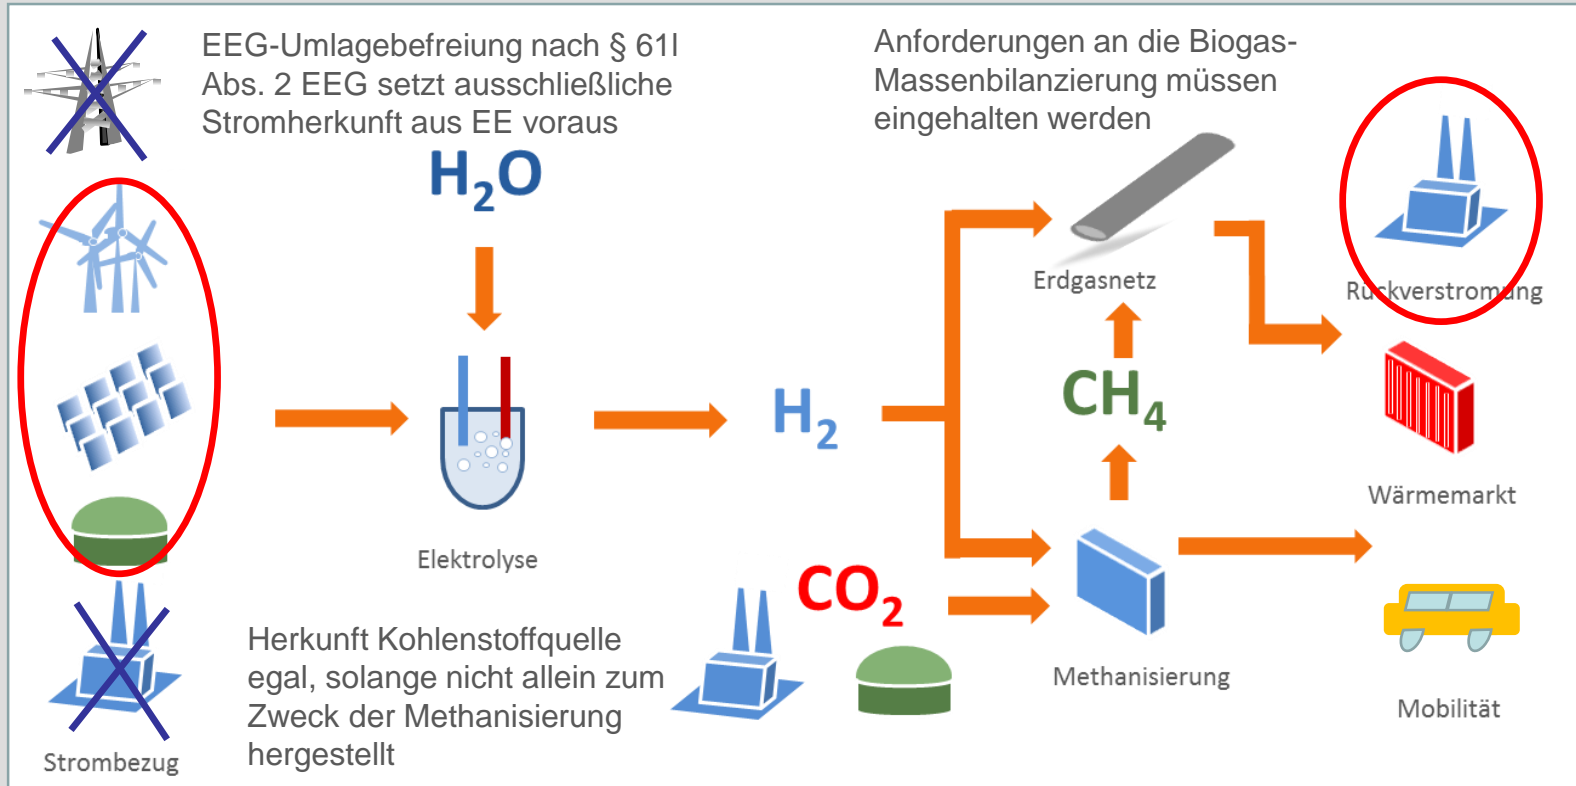 EEG-Umlagebefreiung nach § 61l
Abs. 2 EEG setzt ausschließliche
Stromherkunft aus EE voraus
Anforderungen an die Biogas-
Massenbilanzierung müssen
eingehalten werden
H₂O
Erdgasnetz
Rückverstromung
H₂
CH₄
Wärmemarkt
Elektrolyse
CO₂
Herkunft Kohlenstoffquelle
egal, solange nicht allein zum
Zweck der Methanisierung
hergestellt
Methanisierung
Mobilität
Strombezug